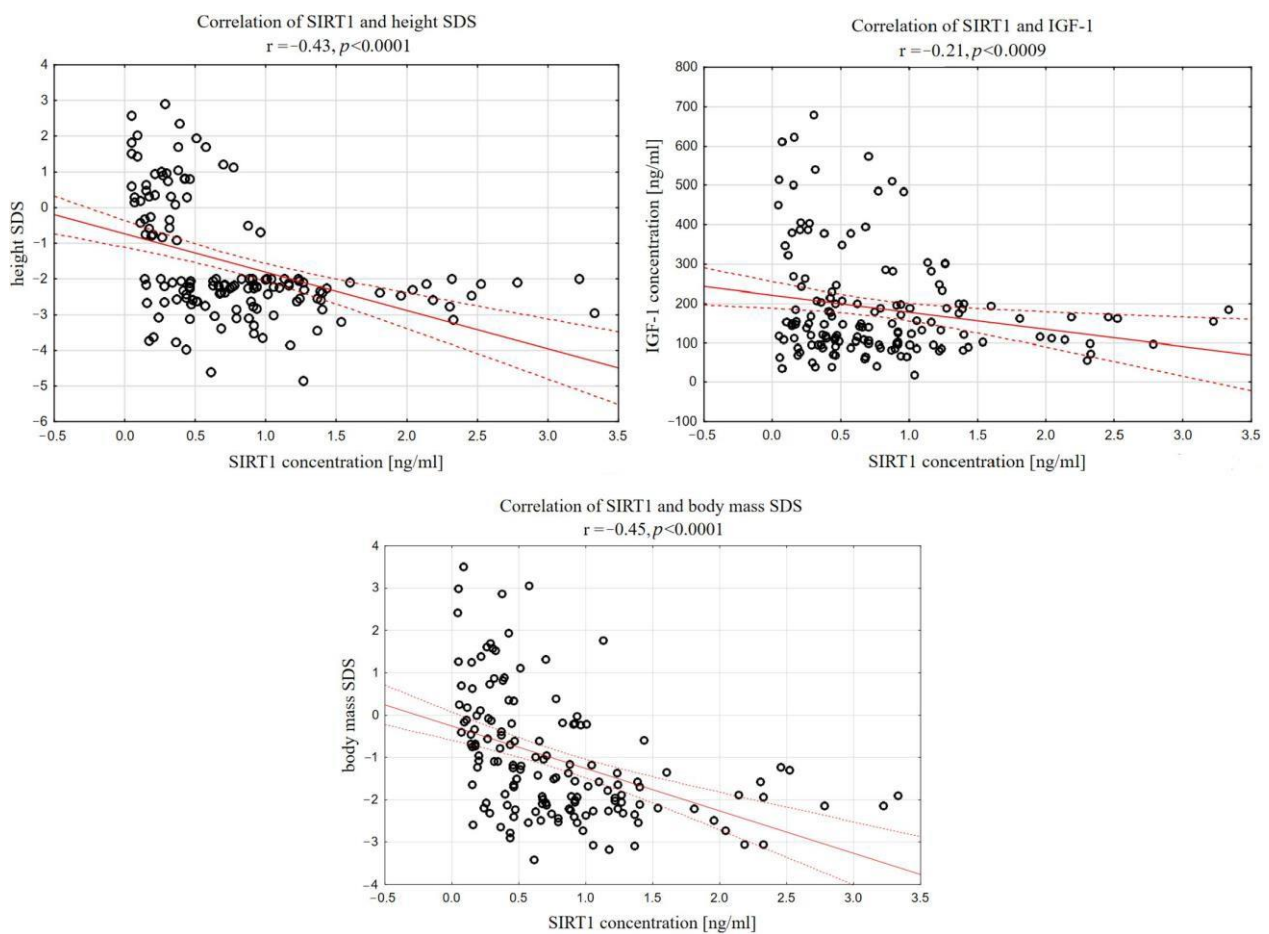 Correlation of SIRT1 and height SDS
r = −0.43, p<0.0001
4
3
2
1
0
−1
−2
−3
−4
−5
−6
height SDS
−0.5 0.0 0.5 1.0 1.5 2.0 2.5 3.0 3.5
SIRT1 concentration [ng/ml]
Correlation of SIRT1 and IGF-1
r = −0.21, p<0.0009
800
700
600
500
400
300
200
100
0
−100
IGF-1 concentration [ng/ml]
−0.5 0.0 0.5 1.0 1.5 2.0 2.5 3.0 3.5
SIRT1 concentration [ng/ml]
Correlation of SIRT1 and body mass SDS
r = −0.45, p<0.0001
4
3
2
1
0
−1
−2
−3
−4
body mass SDS
−0.5 0.0 0.5 1.0 1.5 2.0 2.5 3.0 3.5
SIRT1 concentration [ng/ml]